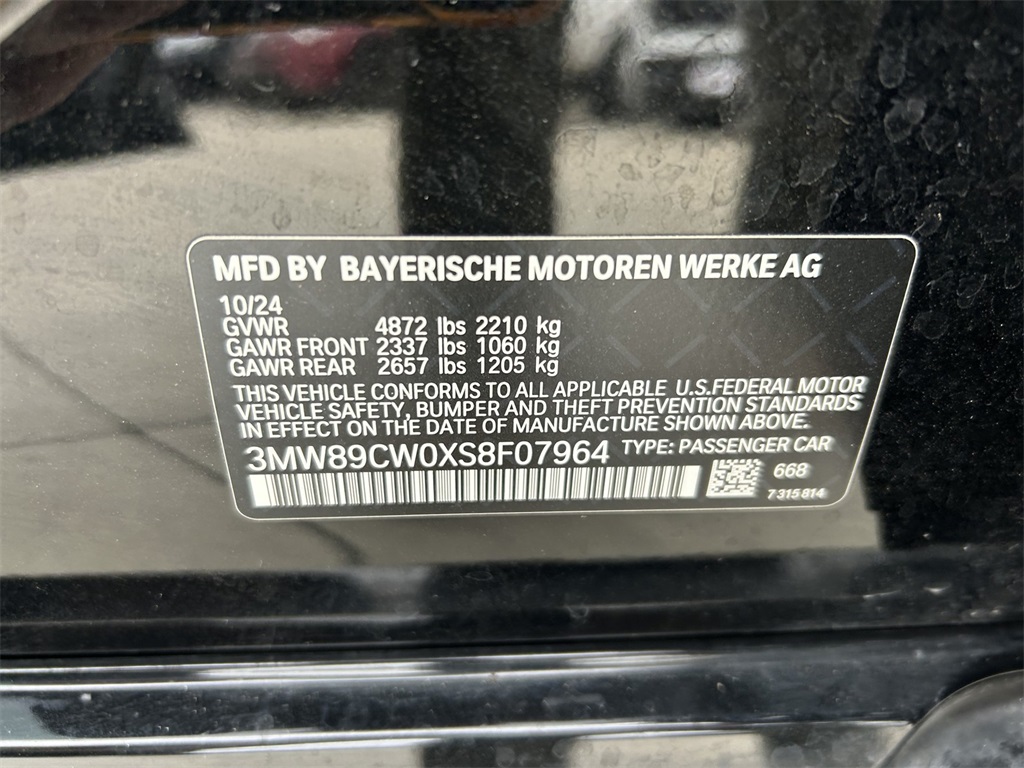 MFD BY BAYERISCHE MOTOREN WERKE AG
10/24
GVWR 4872 lbs 2210 kg
GAWR FRONT 2337 lbs 1060 kg
GAWR REAR 2657 lbs 1205 kg
THIS VEHICLE CONFORMS TO ALL APPLICABLE U.S.FEDERAL MOTOR
VEHICLE SAFETY, BUMPER AND THEFT PREVENTION STANDARDS
IN EFFECT ON THE DATE OF MANUFACTURE SHOWN ABOVE.
3MW89CW0XS8F07964 TYPE: PASSENGER CAR
668
7 315 814